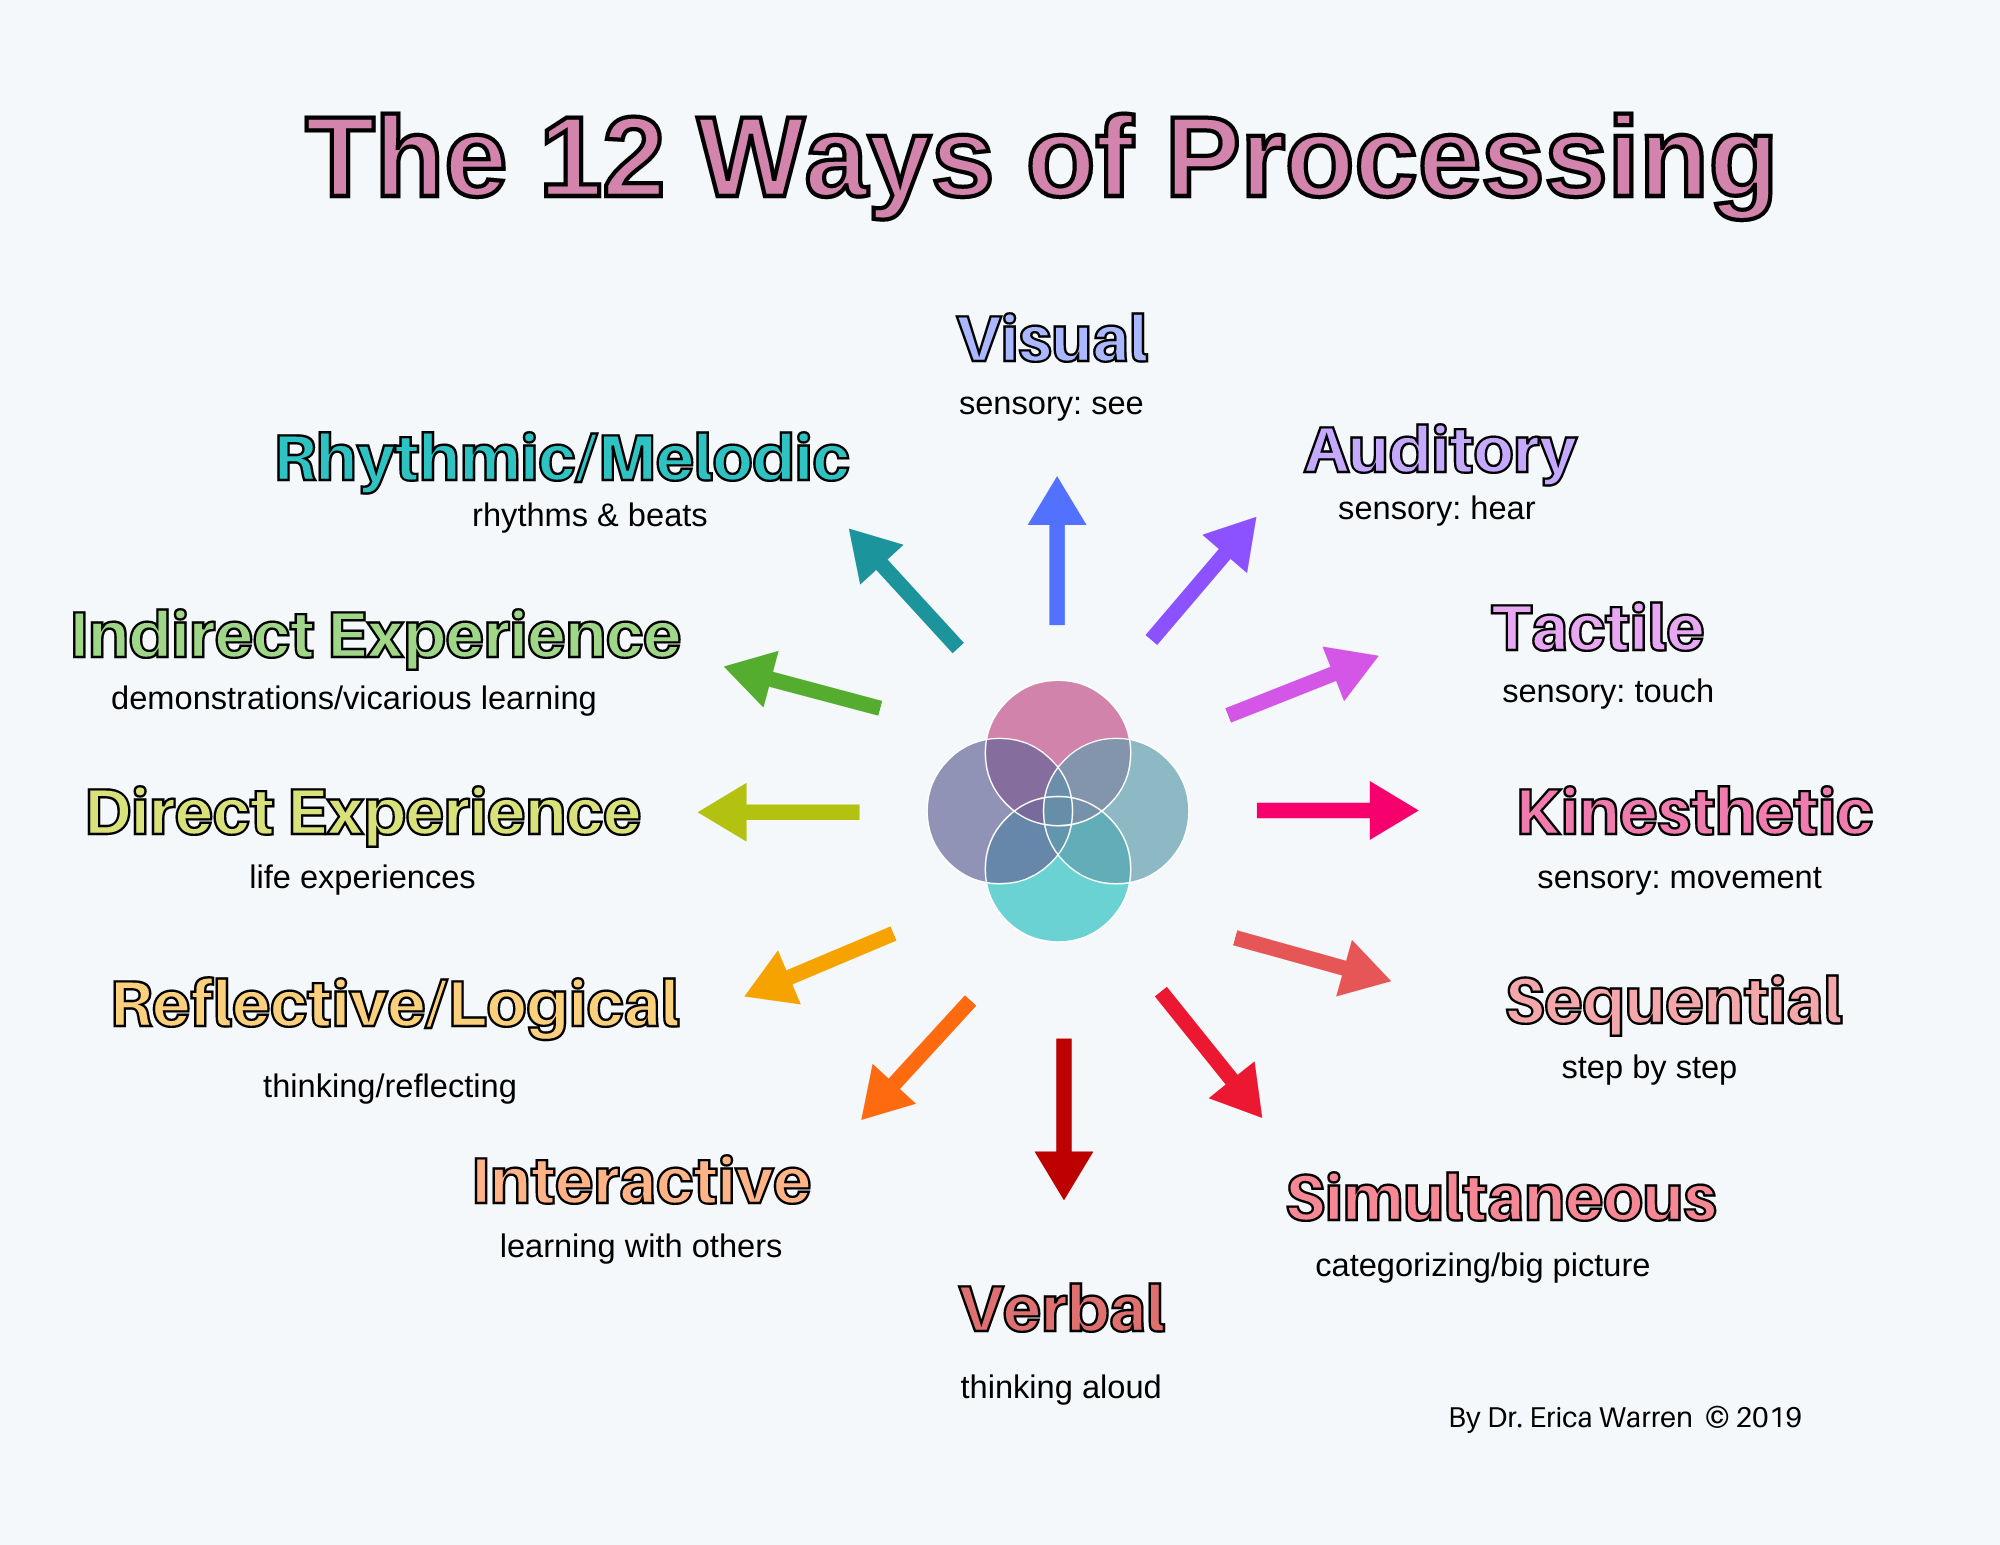 The 12 Ways of Processing
Visual
sensory: see
Auditory
sensory: hear
Tactile
sensory: touch
Kinesthetic
sensory: movement
Sequential
step by step
Simultaneous
categorizing/big picture
Verbal
thinking aloud
Interactive
learning with others
Reflective/Logical
thinking/reflecting
Direct Experience
life experiences
Indirect Experience
demonstrations/vicarious learning
Rhythmic/Melodic
rhythms & beats
By Dr. Erica Warren © 2019